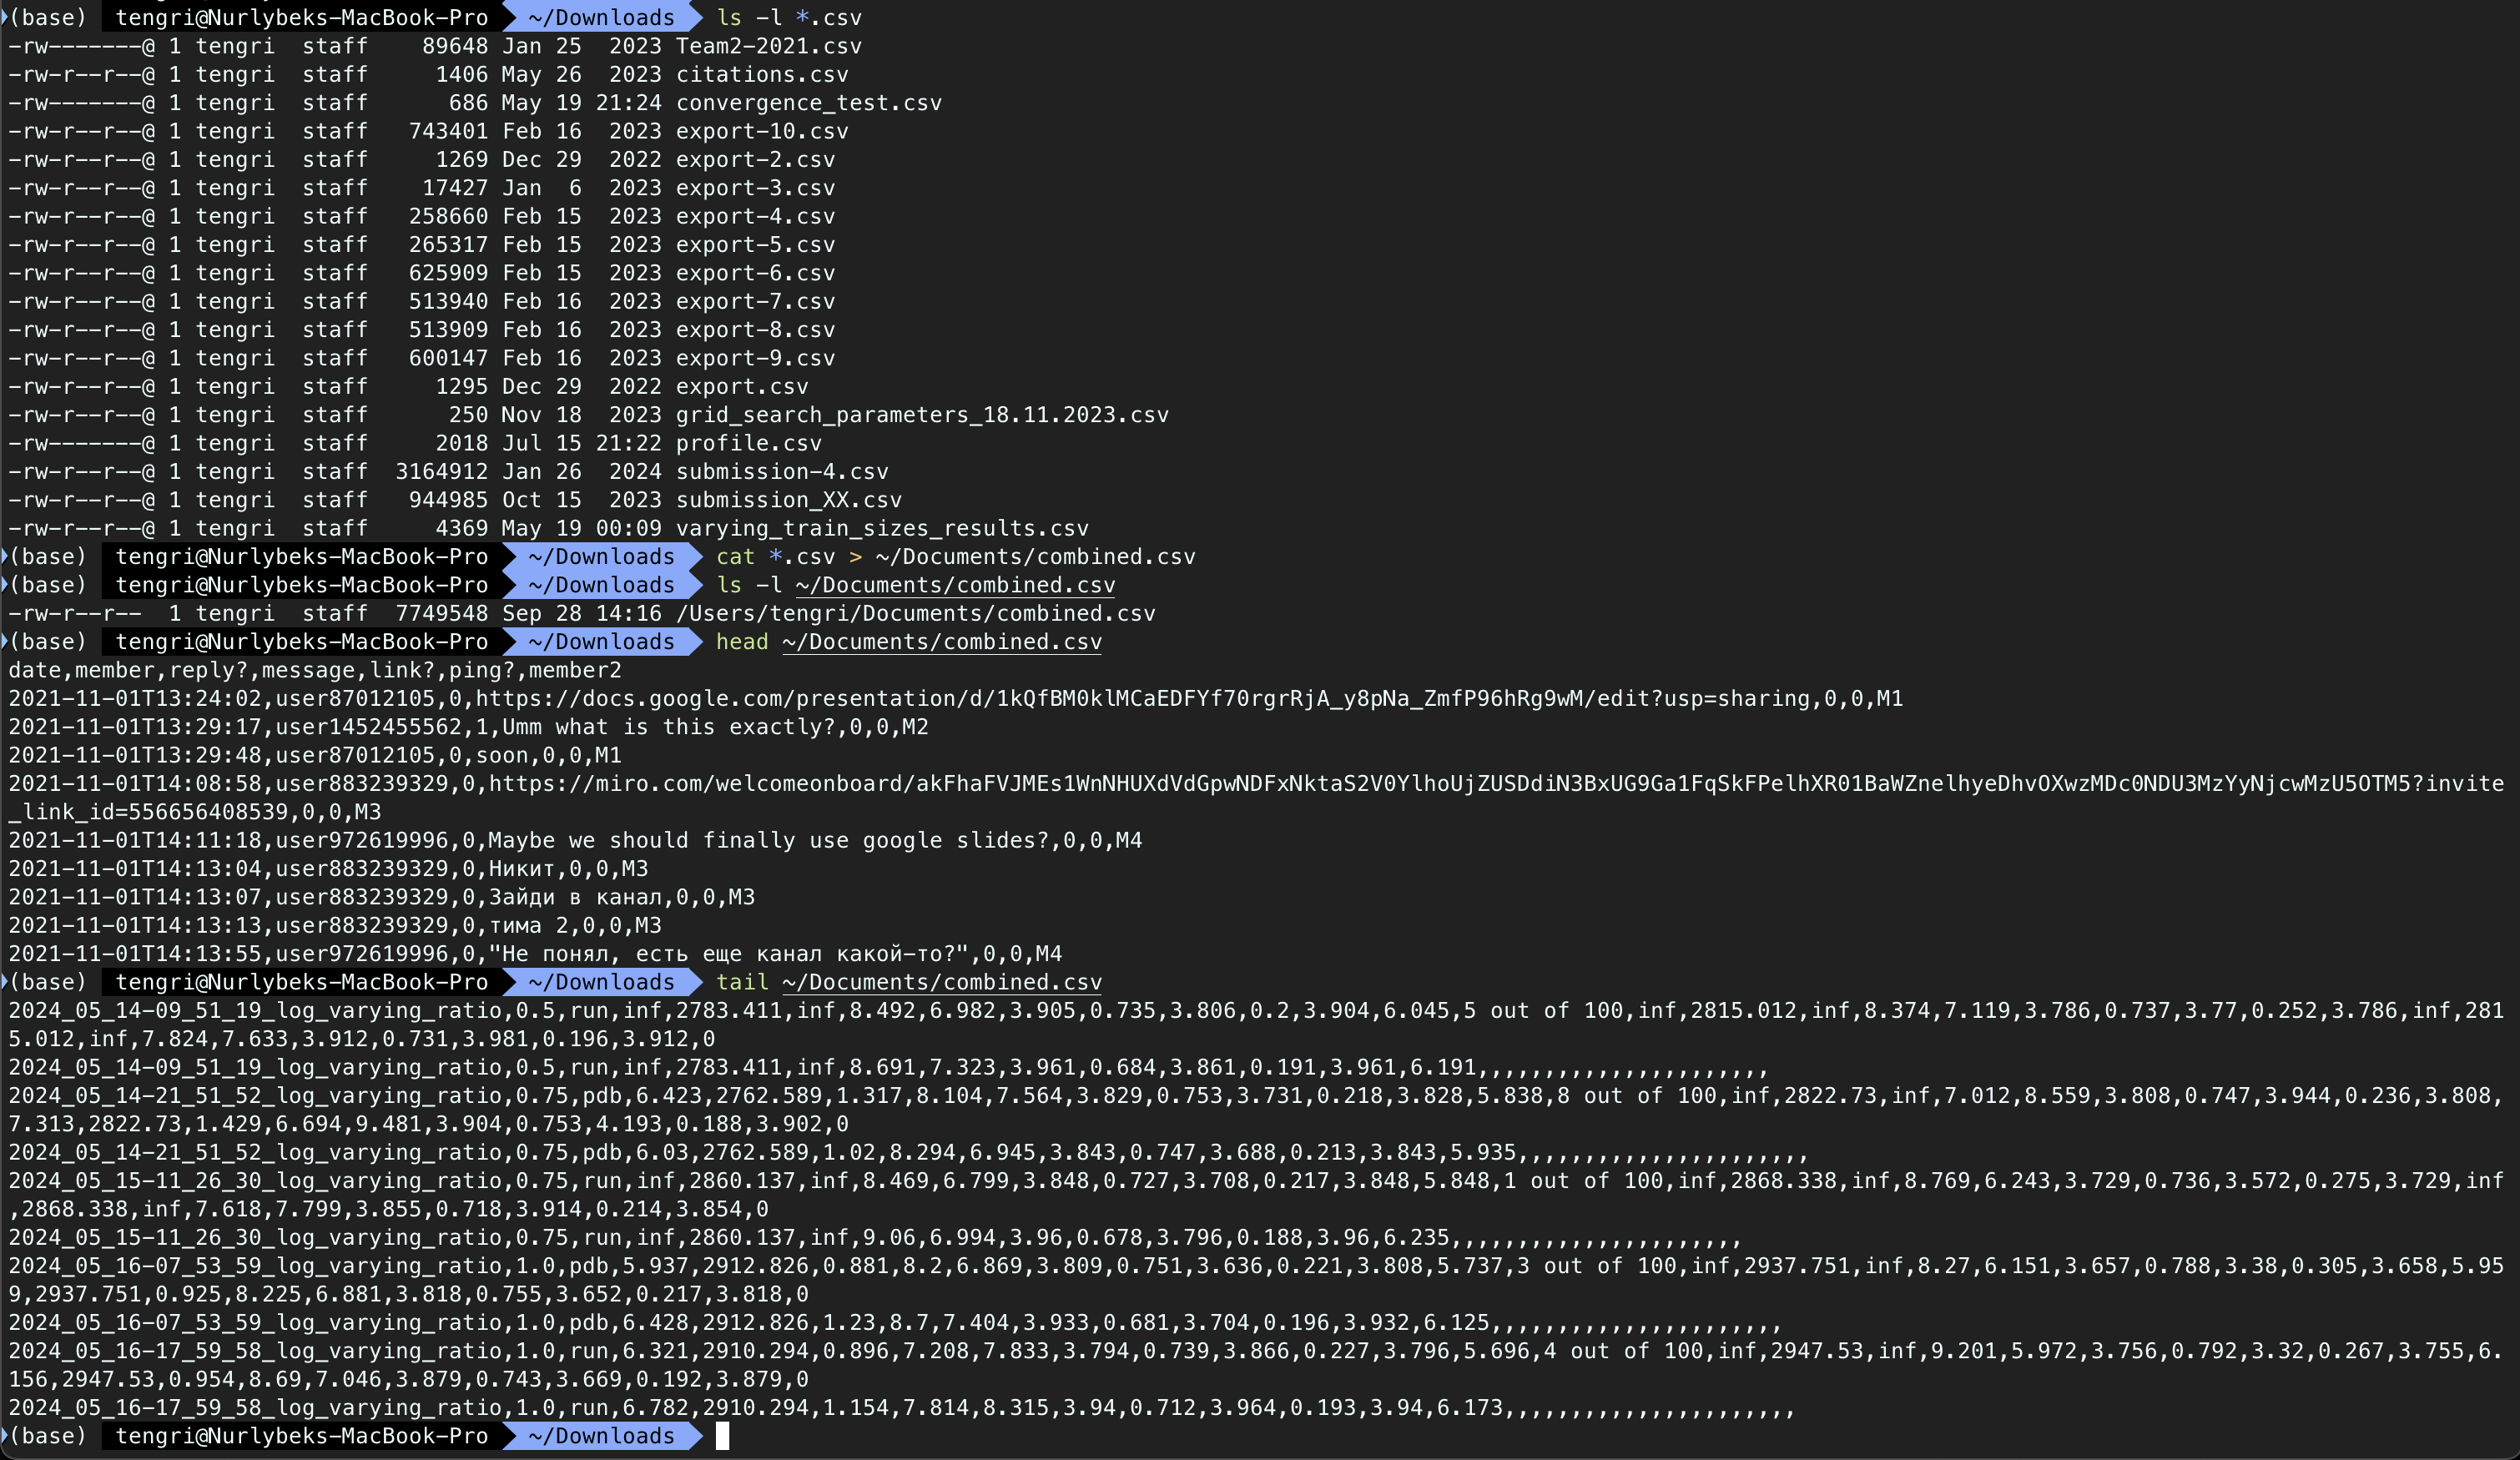 (base) tengri@Nurlybeks-MacBook-Pro ~/Downloads ls -l *.csv
-rw-------@ 1 tengri  staff    89648 Jan 25  2023 Team2-2021.csv
-rw-r--r--@ 1 tengri  staff     1406 May 26  2023 citations.csv
-rw-------@ 1 tengri  staff      686 May 19 21:24 convergence_test.csv
-rw-r--r--@ 1 tengri  staff   743401 Feb 16  2023 export-10.csv
-rw-r--r--@ 1 tengri  staff     1269 Dec 29  2022 export-2.csv
-rw-r--r--@ 1 tengri  staff    17427 Jan  6  2023 export-3.csv
-rw-r--r--@ 1 tengri  staff   258660 Feb 15  2023 export-4.csv
-rw-r--r--@ 1 tengri  staff   265317 Feb 15  2023 export-5.csv
-rw-r--r--@ 1 tengri  staff   625909 Feb 15  2023 export-6.csv
-rw-r--r--@ 1 tengri  staff   513940 Feb 16  2023 export-7.csv
-rw-r--r--@ 1 tengri  staff   513909 Feb 16  2023 export-8.csv
-rw-r--r--@ 1 tengri  staff   600147 Feb 16  2023 export-9.csv
-rw-r--r--@ 1 tengri  staff     1295 Dec 29  2022 export.csv
-rw-r--r--@ 1 tengri  staff      250 Nov 18  2023 grid_search_parameters_18.11.2023.csv
-rw-------@ 1 tengri  staff     2018 Jul 15 21:22 profile.csv
-rw-r--r--@ 1 tengri  staff  3164912 Jan 26  2024 submission-4.csv
-rw-r--r--@ 1 tengri  staff   944985 Oct 15  2023 submission_XX.csv
-rw-r--r--@ 1 tengri  staff     4369 May 19 00:09 varying_train_sizes_results.csv
(base) tengri@Nurlybeks-MacBook-Pro ~/Downloads cat *.csv > ~/Documents/combined.csv
(base) tengri@Nurlybeks-MacBook-Pro ~/Downloads ls -l ~/Documents/combined.csv
-rw-r--r--  1 tengri  staff  7749548 Sep 28 14:16 /Users/tengri/Documents/combined.csv
(base) tengri@Nurlybeks-MacBook-Pro ~/Downloads head ~/Documents/combined.csv
date,member,reply?,message,link?,ping?,member2
2021-11-01T13:24:02,user87012105,0,https://docs.google.com/presentation/d/1kQfBM0klMCaEDFYf70rgrRjA_y8pNa_ZmfP96hRg9wM/edit?usp=sharing,0,0,M1
2021-11-01T13:29:17,user1452455562,1,Umm what is this exactly?,0,0,M2
2021-11-01T13:29:48,user87012105,0,soon,0,0,M1
2021-11-01T14:08:58,user883239329,0,https://miro.com/welcomeonboard/akFhaFVJMEs1WnNHUXdVdGpwNDFxNktaS2V0YlhoUjZUSDdiN3BxUG9Ga1FqSkFPelhXR01BaWZnelhyeDhvOXwzMDc0NDU3MzYyNjcwMzU5OTM5?invite
_link_id=556656408539,0,0,M3
2021-11-01T14:11:18,user972619996,0,Maybe we should finally use google slides?,0,0,M4
2021-11-01T14:13:04,user883239329,0,Никит,0,0,M3
2021-11-01T14:13:07,user883239329,0,Зайди в канал,0,0,M3
2021-11-01T14:13:13,user883239329,0,тима 2,0,0,M3
2021-11-01T14:13:55,user972619996,0,"Не понял, есть еще канал какой-то?",0,0,M4
(base) tengri@Nurlybeks-MacBook-Pro ~/Downloads tail ~/Documents/combined.csv
2024_05_14-09_51_19_log_varying_ratio,0.5,run,inf,2783.411,inf,8.492,6.982,3.905,0.735,3.806,0.2,3.904,6.045,5 out of 100,inf,2815.012,inf,8.374,7.119,3.786,0.737,3.77,0.252,3.786,inf,281
5.012,inf,7.824,7.633,3.912,0.731,3.981,0.196,3.912,0
2024_05_14-09_51_19_log_varying_ratio,0.5,run,inf,2783.411,inf,8.691,7.323,3.961,0.684,3.861,0.191,3.961,6.191,,,,,,,,,,,,,,,,,,,,,,
2024_05_14-21_51_52_log_varying_ratio,0.75,pdb,6.423,2762.589,1.317,8.104,7.564,3.829,0.753,3.731,0.218,3.828,5.838,8 out of 100,inf,2822.73,inf,7.012,8.559,3.808,0.747,3.944,0.236,3.808,
7.313,2822.73,1.429,6.694,9.481,3.904,0.753,4.193,0.188,3.902,0
2024_05_14-21_51_52_log_varying_ratio,0.75,pdb,6.03,2762.589,1.02,8.294,6.945,3.843,0.747,3.688,0.213,3.843,5.935,,,,,,,,,,,,,,,,,,,,,,
2024_05_15-11_26_30_log_varying_ratio,0.75,run,inf,2860.137,inf,8.469,6.799,3.848,0.727,3.708,0.217,3.848,5.848,1 out of 100,inf,2868.338,inf,8.769,6.243,3.729,0.736,3.572,0.275,3.729,inf
,2868.338,inf,7.618,7.799,3.855,0.718,3.914,0.214,3.854,0
2024_05_15-11_26_30_log_varying_ratio,0.75,run,inf,2860.137,inf,9.06,6.994,3.96,0.678,3.796,0.188,3.96,6.235,,,,,,,,,,,,,,,,,,,,,,
2024_05_16-07_53_59_log_varying_ratio,1.0,pdb,5.937,2912.826,0.881,8.2,6.869,3.809,0.751,3.636,0.221,3.808,5.737,3 out of 100,inf,2937.751,inf,8.27,6.151,3.657,0.788,3.38,0.305,3.658,5.95
9,2937.751,0.925,8.225,6.881,3.818,0.755,3.652,0.217,3.818,0
2024_05_16-07_53_59_log_varying_ratio,1.0,pdb,6.428,2912.826,1.23,8.7,7.404,3.933,0.681,3.704,0.196,3.932,6.125,,,,,,,,,,,,,,,,,,,,,,
2024_05_16-17_59_58_log_varying_ratio,1.0,run,6.321,2910.294,0.896,7.208,7.833,3.794,0.739,3.866,0.227,3.796,5.696,4 out of 100,inf,2947.53,inf,9.201,5.972,3.756,0.792,3.32,0.267,3.755,6.
156,2947.53,0.954,8.69,7.046,3.879,0.743,3.669,0.192,3.879,0
2024_05_16-17_59_58_log_varying_ratio,1.0,run,6.782,2910.294,1.154,7.814,8.315,3.94,0.712,3.964,0.193,3.94,6.173,,,,,,,,,,,,,,,,,,,,,,
(base) tengri@Nurlybeks-MacBook-Pro ~/Downloads